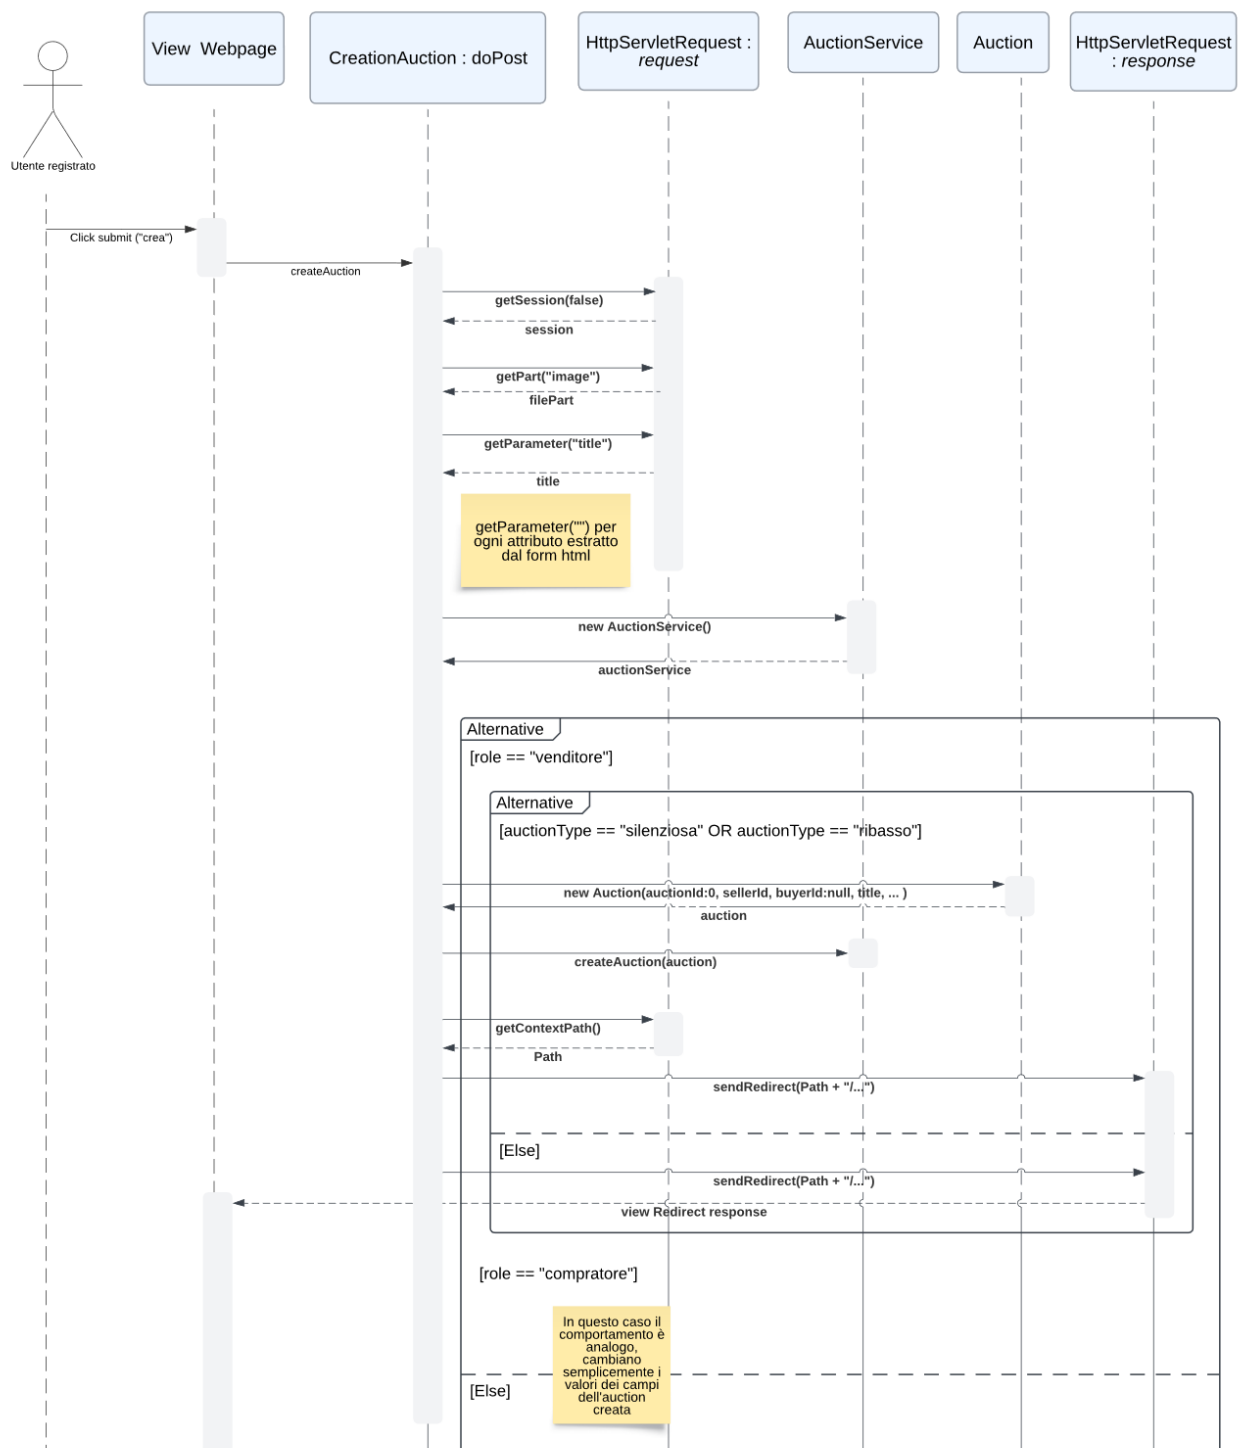 View  Webpage
CreationAuction : doPost
HttpServletRequest :
request
AuctionService
Auction
HttpServletRequest
: response
Utente registrato
Click submit ("crea")
createAuction
getSession(false)
session
getPart("image")
filePart
getParameter("title")
title
getParameter("") per
ogni attributo estratto
dal form html
new AuctionService()
auctionService
Alternative
[role == "venditore"]
Alternative
[auctionType == "silenziosa" OR auctionType == "ribasso"]
new Auction(auctionId:0, sellerId, buyerId:null, title, ... )
auction
createAuction(auction)
getContextPath()
Path
sendRedirect(Path + "/...")
[Else]
sendRedirect(Path + "/...")
view Redirect response
[role == "compratore"]
In questo caso il
comportamento è
analogo,
cambiano
semplicemente i
valori dei campi
dell'auction
creata
[Else]